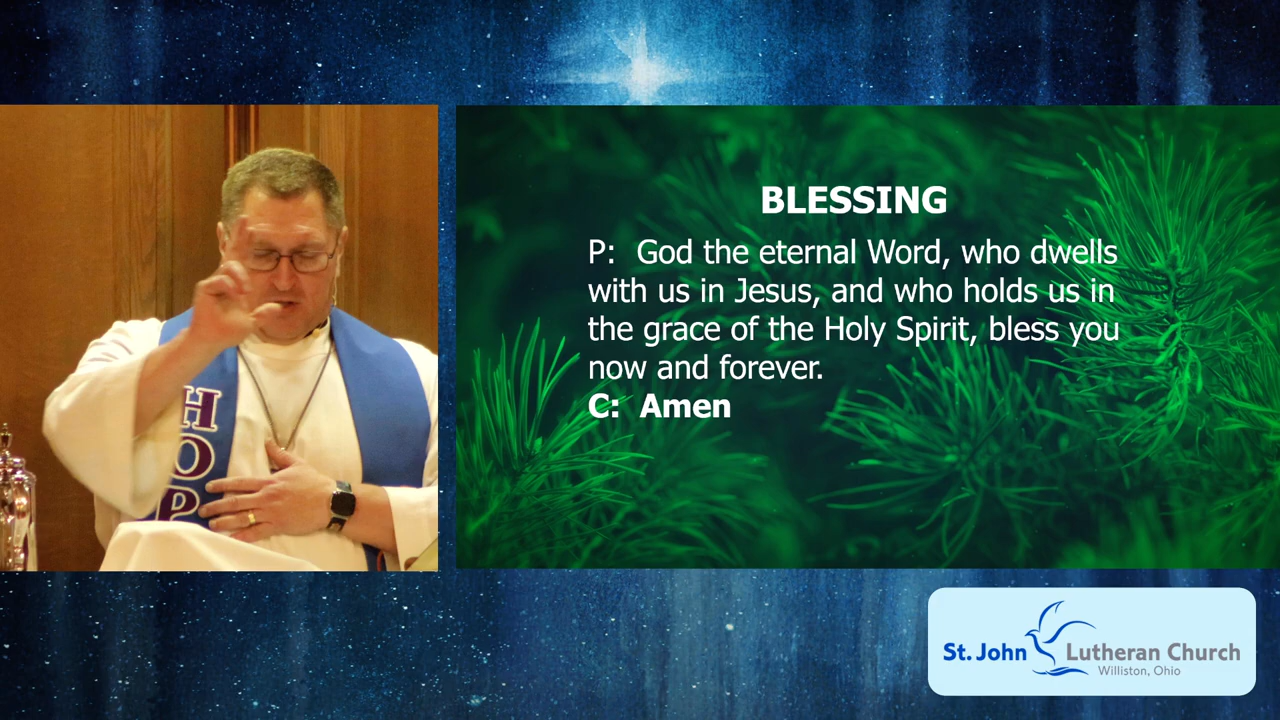 BLESSING
P: God the eternal Word, who dwells
with us in Jesus, and who holds us in
the grace of the Holy Spirit, bless you
now and forever.
C: Amen
HOP
St. John Lutheran Church
Williston, Ohio